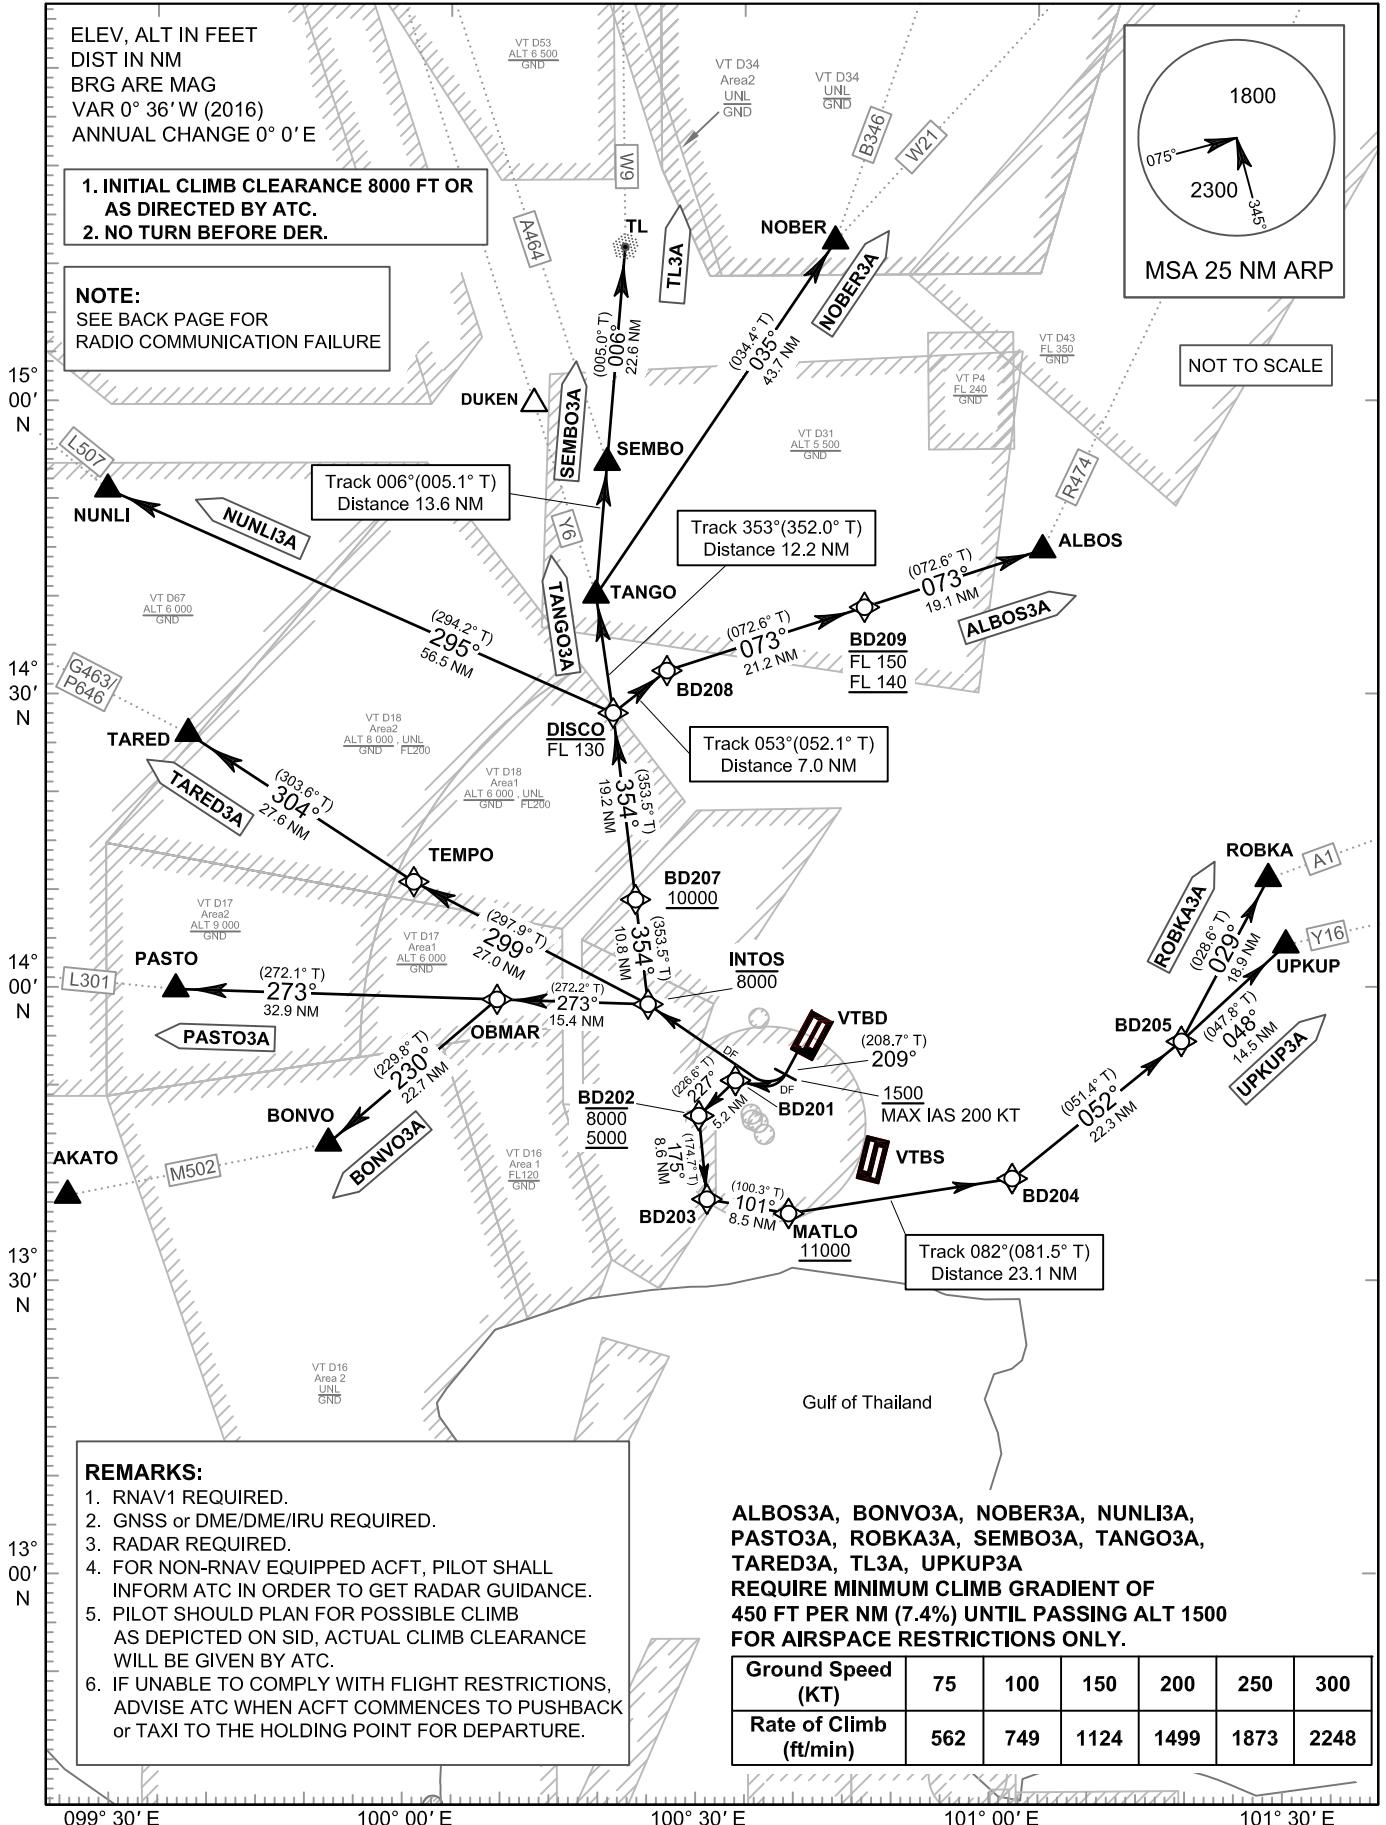 ELEV, ALT IN FEET
DIST IN NM
BRG ARE MAG
VAR 0° 36′ W (2016)
ANNUAL CHANGE 0° 0′ E
1. INITIAL CLIMB CLEARANCE 8000 FT OR
AS DIRECTED BY ATC.
2. NO TURN BEFORE DER.
NOTE:
SEE BACK PAGE FOR
RADIO COMMUNICATION FAILURE
VT D53
ALT 6 500
GND
VT D34
Area2
UNL
GND
VT D34
UNL
GND
B346
W21
W9
A464
1800
075°
2300
345°
MSA 25 NM ARP
NOT TO SCALE
TL
TL3A
NOBER
NOBER3A
(005.0° T)
006°
22.6 NM
(034.4° T)
035°
43.7 NM
VT D43
FL 350
GND
VT P4
FL 240
GND
VT D31
ALT 5 500
GND
15°
00′
N
DUKEN
SEMBO3A
SEMBO
L507
NUNLI
NUNLI3A
Track 006°(005.1° T)
Distance 13.6 NM
Y6
Track 353°(352.0° T)
Distance 12.2 NM
R474
ALBOS
(072.6° T)
073°
19.1 NM
ALBOS3A
TANGO
TANGO3A
VT D67
ALT 6 000
GND
(294.2° T)
295°
56.5 NM
(072.6° T)
073°
21.2 NM
BD209
FL 150
FL 140
14°
30′
N
G463/
P646
BD208
TARED
TARED3A
VT D18
Area2
ALT 8 000 , UNL
GND FL200
DISCO
FL 130
Track 053°(052.1° T)
Distance 7.0 NM
VT D18
Area1
ALT 6 000 , UNL
GND FL200
(303.6° T)
304°
27.6 NM
(353.5° T)
354°
19.2 NM
TEMPO
BD207
10000
ROBKA
A1
ROBKA3A
VT D17
Area2
ALT 9 000
GND
VT D17
Area1
ALT 6 000
GND
(297.9° T)
299°
27.0 NM
(353.5° T)
354°
10.8 NM
(028.6° T)
029°
18.9 NM
Y16
UPKUP
14°
00′
N
PASTO
L301
(272.1° T)
273°
32.9 NM
INTOS
8000
(272.2° T)
273°
15.4 NM
OBMAR
PASTO3A
VTBD
(208.7° T)
209°
BD205
(047.8° T)
048°
14.5 NM
UPKUP3A
(229.8° T)
230°
22.7 NM
DF
DF
(226.6° T)
227°
5.2 NM
BD201
1500
MAX IAS 200 KT
BD202
8000
5000
(051.4° T)
052°
22.3 NM
BONVO
BONVO3A
M502
AKATO
VT D16
Area 1
FL120
GND
(174.7° T)
175°
8.6 NM
VTBS
BD203
(100.3° T)
101°
8.5 NM
MATLO
11000
BD204
Track 082°(081.5° T)
Distance 23.1 NM
13°
30′
N
VT D16
Area 2
UNL
GND
Gulf of Thailand
REMARKS:
1. RNAV1 REQUIRED.
2. GNSS or DME/DME/IRU REQUIRED.
3. RADAR REQUIRED.
4. FOR NON-RNAV EQUIPPED ACFT, PILOT SHALL
INFORM ATC IN ORDER TO GET RADAR GUIDANCE.
5. PILOT SHOULD PLAN FOR POSSIBLE CLIMB
AS DEPICTED ON SID, ACTUAL CLIMB CLEARANCE
WILL BE GIVEN BY ATC.
6. IF UNABLE TO COMPLY WITH FLIGHT RESTRICTIONS,
ADVISE ATC WHEN ACFT COMMENCES TO PUSHBACK
or TAXI TO THE HOLDING POINT FOR DEPARTURE.
13°
00′
N
ALBOS3A, BONVO3A, NOBER3A, NUNLI3A,
PASTO3A, ROBKA3A, SEMBO3A, TANGO3A,
TARED3A, TL3A, UPKUP3A
REQUIRE MINIMUM CLIMB GRADIENT OF
450 FT PER NM (7.4%) UNTIL PASSING ALT 1500
FOR AIRSPACE RESTRICTIONS ONLY.
Ground Speed (KT) 75 100 150 200 250 300
Rate of Climb (ft/min) 562 749 1124 1499 1873 2248
099° 30′ E 100° 00′ E 100° 30′ E 101° 00′ E 101° 30′ E